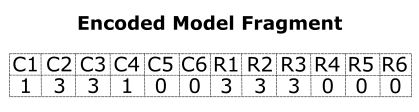 Encoded Model Fragment
C1 C2 C3 C4 C5 C6 R1 R2 R3 R4 R5 R6
1 3 3 1 0 0 3 3 3 0 0 0